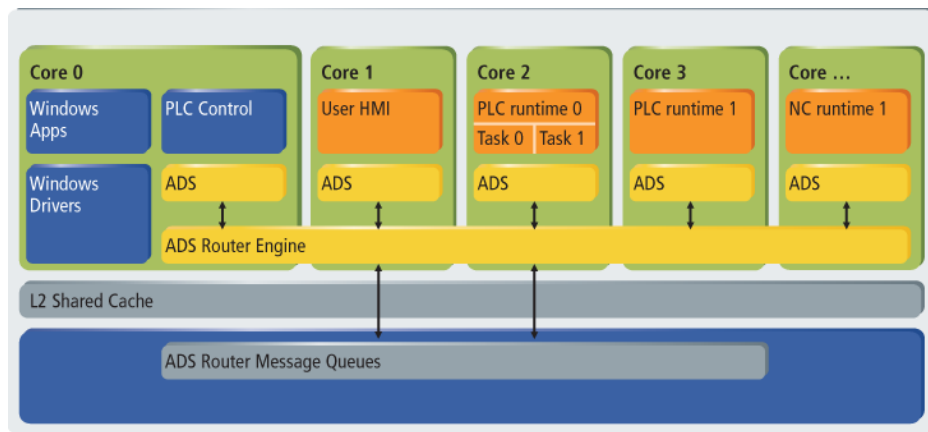 Core 0
Core 1
Core 2
Core 3
Core ...
Windows
Apps
PLC Control
User HMI
PLC runtime 0
Task 0
Task 1
PLC runtime 1
NC runtime 1
Windows
Drivers
ADS
ADS
ADS
ADS
ADS
ADS Router Engine
L2 Shared Cache
ADS Router Message Queues